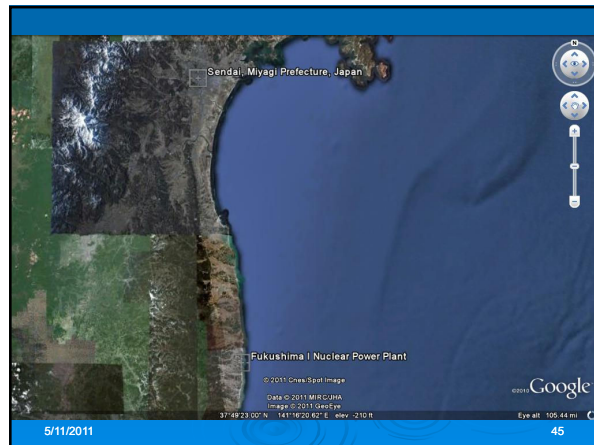 N
Sendai, Miyagi Prefecture, Japan
Fukushima I Nuclear Power Plant
© 2011 Cnes/Spot Image
Data © 2011 MIRC/JHA
Image © 2011 GeoEye
©2010 Google
37°49'23.00" N 141°16'20.62" E elev -210 ft
Eye alt 105.44 mi
5/11/2011
45